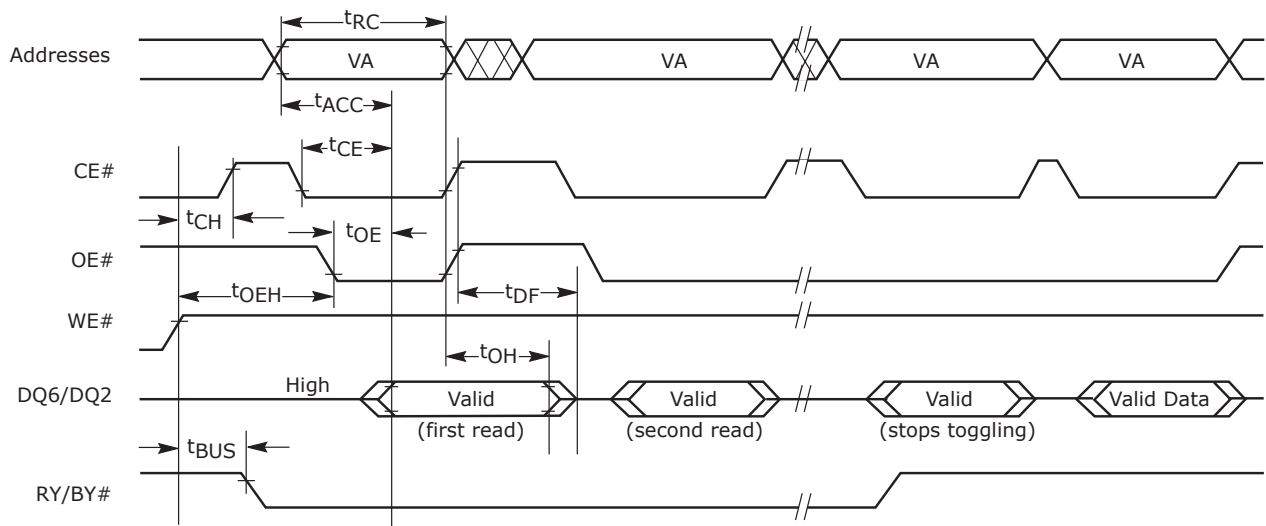 tRC
Addresses VA VA VA VA
tACC
tCE
CE#
tCH
tOE
OE#
tOEH
tDF
WE#
tOH
High
DQ6/DQ2 Valid Valid Valid Valid Data
(first read) (second read) (stops toggling)
tBUS
RY/BY#